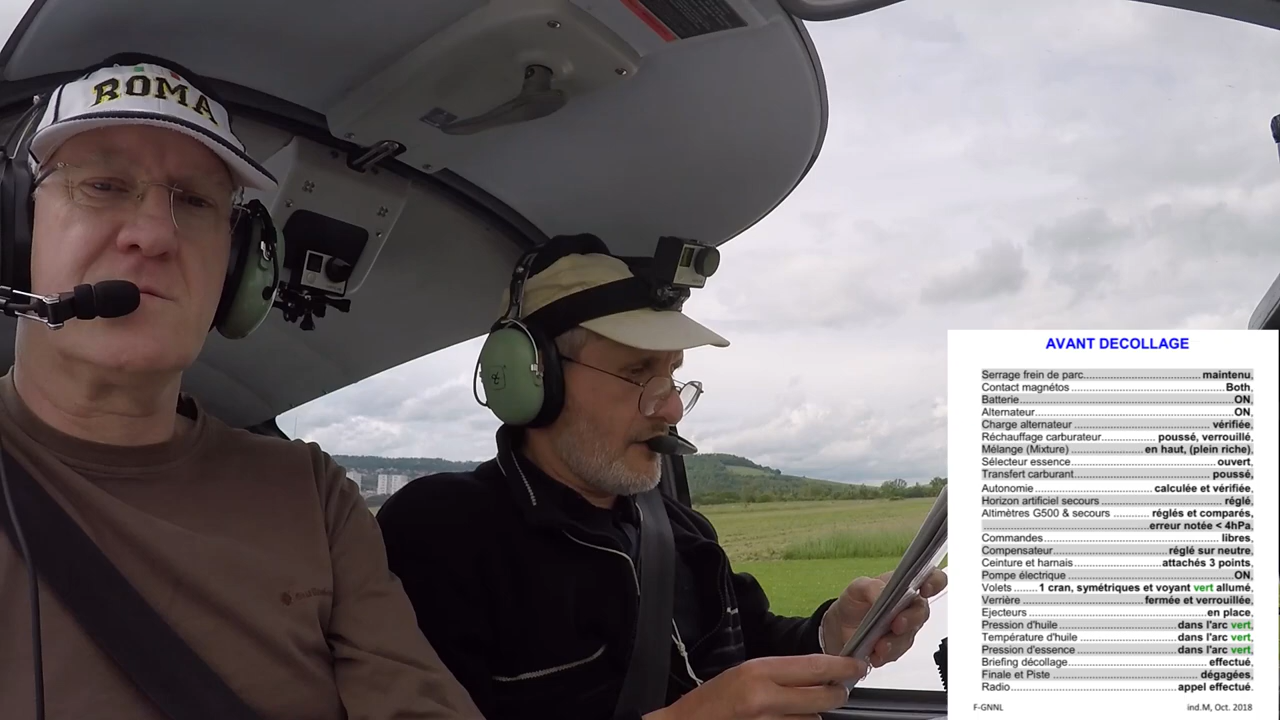 ROMA
AVANT DECOLLAGE
Serrage frein de parc..............................maintenu,
Contact magnétos ..........................................Both,
Batterie..............................................................ON,
Alternateur.........................................................ON,
Charge alternateur .....................................vérifiée,
Réchauffage carburateur...............poussé, verrouillé,
Mélange (Mixture) ....................en haut, (plein riche),
Sélecteur essence.........................................ouvert,
Transfert carburant......................................poussé,
Autonomie ..................................calculée et vérifiée,
Horizon artificiel secours ................................réglé,
Altimètres G500 & secours ..........réglés et comparés,
..............................................erreur notée < 4hPa,
Commandes..................................................libres,
Compensateur...................................réglé sur neutre,
Ceinture et harnais.........................attachés 3 points,
Pompe électrique ...............................................ON,
Volets .......1 cran, symétriques et voyant vert allumé,
Verrière ......................................fermée et verrouillée,
Ejecteurs ...................................................en place,
Pression d'huile ...................................dans l'arc vert,
Température d'huile .............................dans l'arc vert,
Pression d'essence ..............................dans l'arc vert,
Briefing décollage.........................................effectué,
Finale et Piste .............................................dégagées,
Radio..................................................appel effectué.
F-GNNL ind.M, Oct. 2018